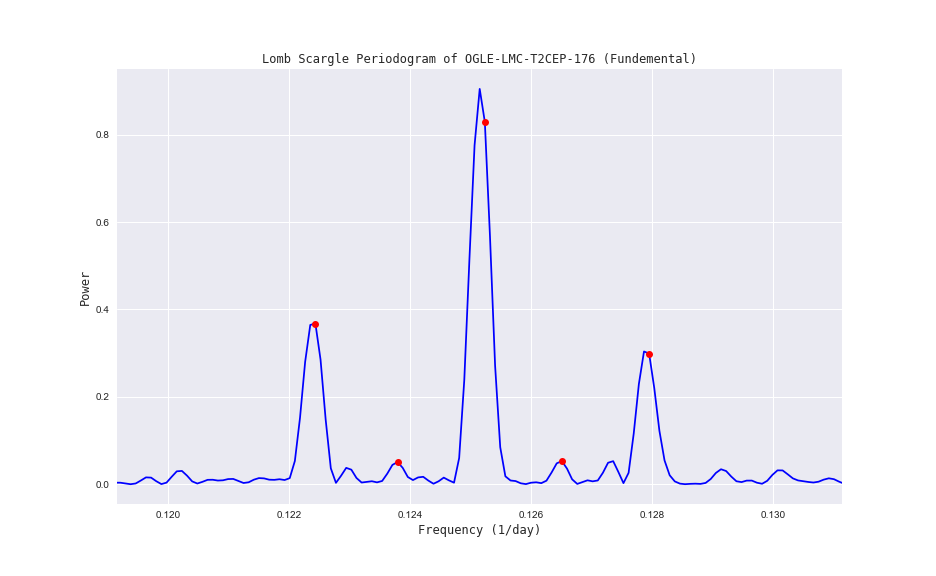 Lomb Scargle Periodogram of OGLE-LMC-T2CEP-176 (Fundemental)
Power
0.8
0.6
0.4
0.2
0.0
0.120 0.122 0.124 0.126 0.128 0.130
Frequency (1/day)